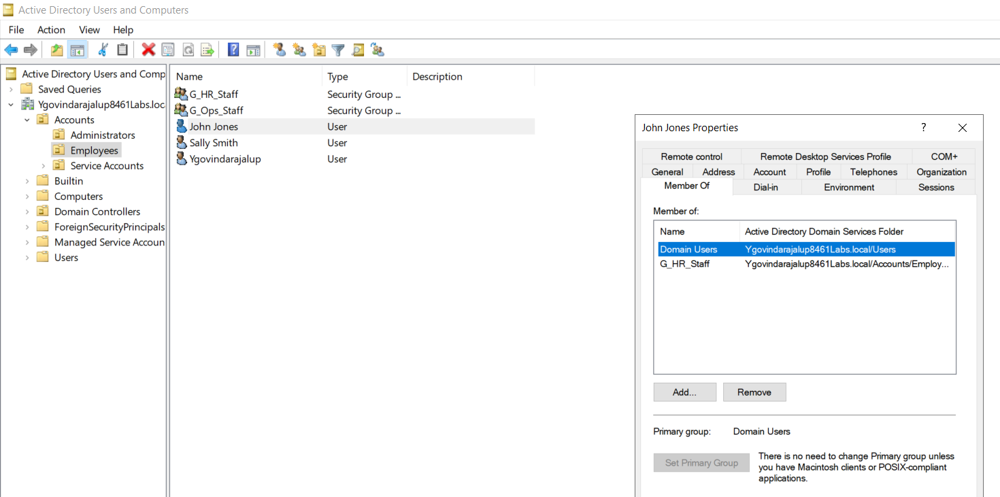 Active Directory Users and Computers
File Action View Help
Active Directory Users and Comp
Saved Queries
Ygovindarajalup8461Labs.loc
Accounts
Administrators
Employees
Service Accounts
Builtin
Computers
Domain Controllers
ForeignSecurityPrincipals
Managed Service Accoun
Users
Name Type Description
G_HR_Staff Security Group ...
G_Ops_Staff Security Group ...
John Jones User
Sally Smith User
Ygovindarajalup User
John Jones Properties
Remote control Remote Desktop Services Profile COM+
General Address Account Profile Telephones Organization
Member Of Dial-in Environment Sessions
Member of:
Name Active Directory Domain Services Folder
Domain Users Ygovindarajalup8461Labs.local/Users
G_HR_Staff Ygovindarajalup8461Labs.local/Accounts/Employ...
Add... Remove
Primary group: Domain Users
Set Primary Group
There is no need to change Primary group unless
you have Macintosh clients or POSIX-compliant
applications.